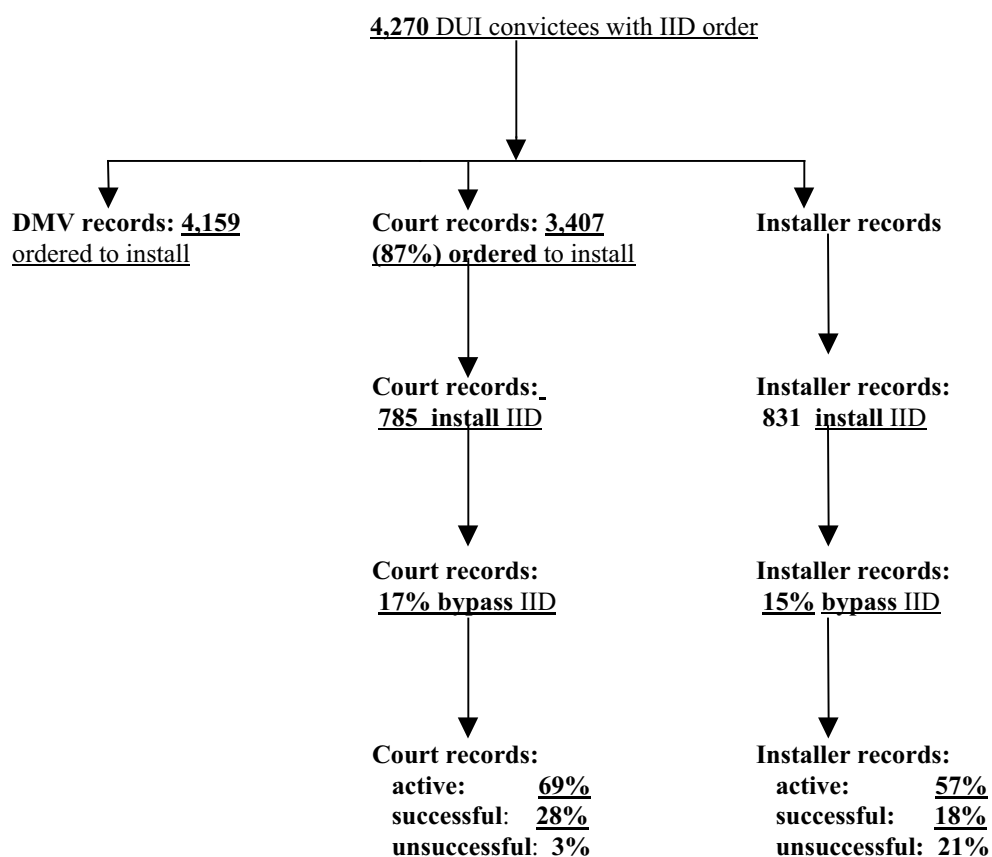 4,270 DUI convictees with IID order
DMV records: 4,159
ordered to install
Court records: 3,407
(87%) ordered to install
Installer records
Court records:
785 install IID
Installer records:
831 install IID
Court records:
17% bypass IID
Installer records:
15% bypass IID
Court records:
active: 69%
successful: 28%
unsuccessful: 3%
Installer records:
active: 57%
successful: 18%
unsuccessful: 21%